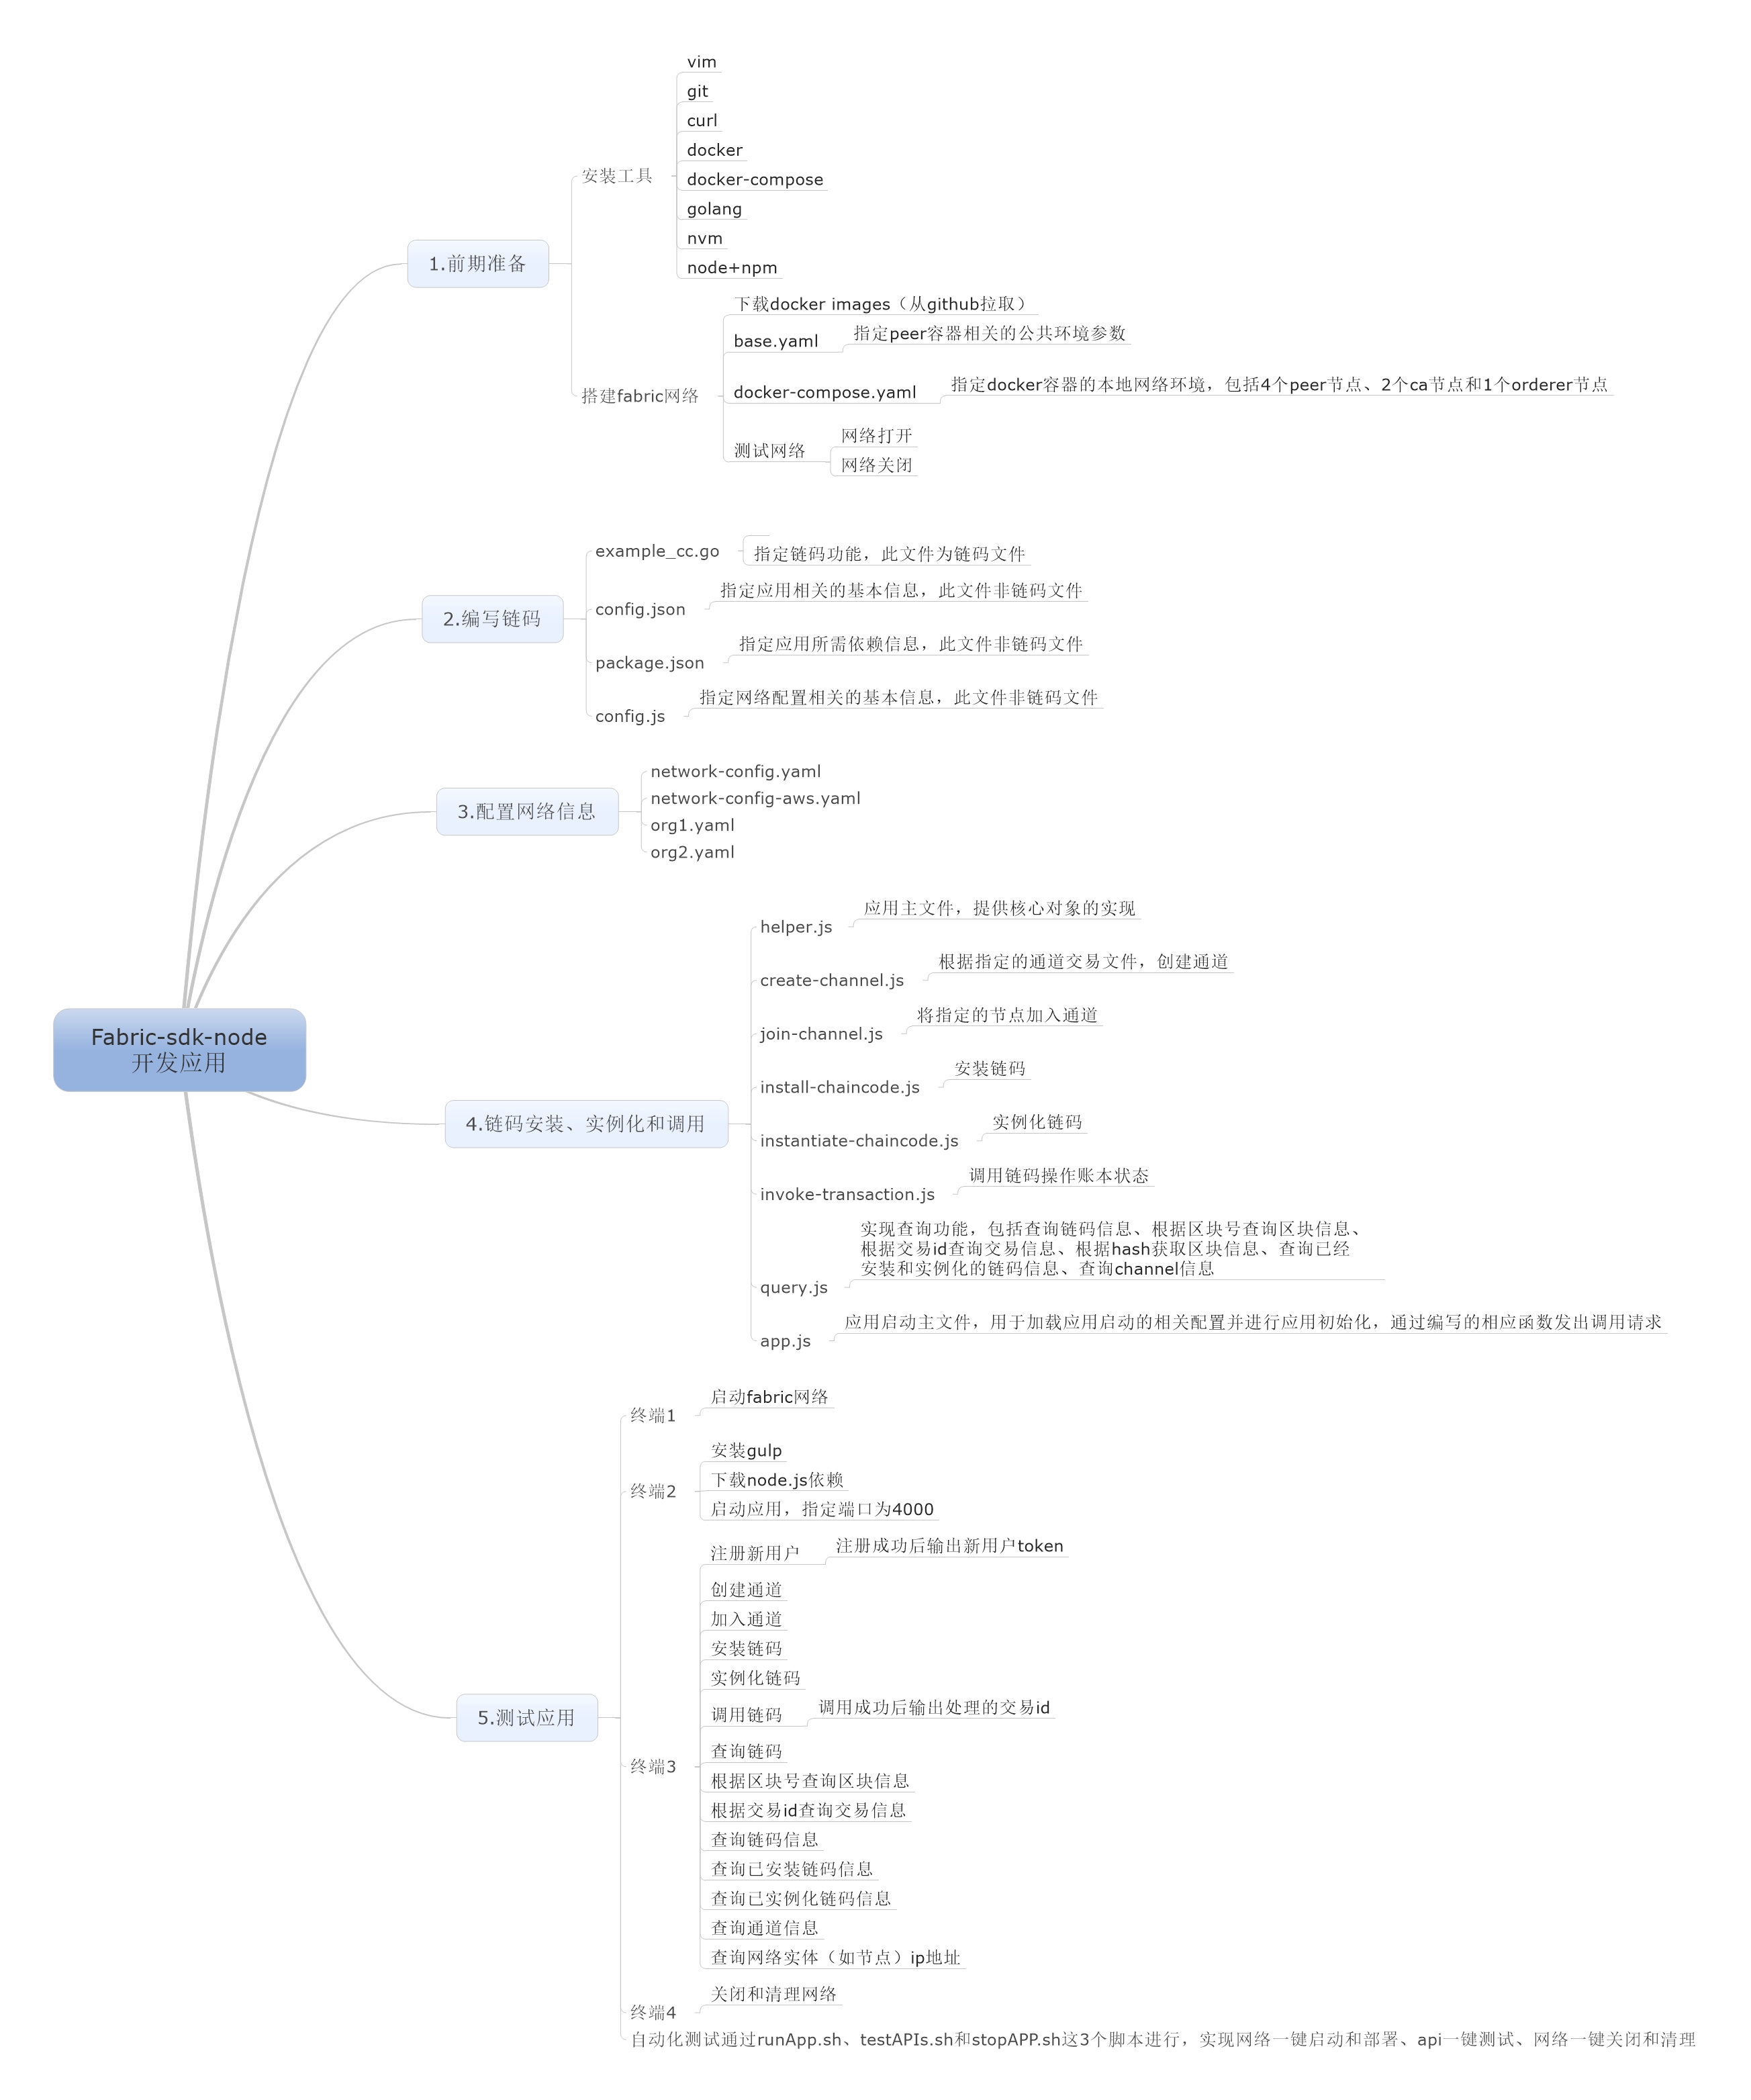 Fabric-sdk-node
开发应用
1.前期准备
安装工具
vim
git
curl
docker
docker-compose
golang
nvm
node+npm
搭建fabric网络
下载docker images（从github拉取）
base.yaml
指定peer容器相关的公共环境参数
docker-compose.yaml
指定docker容器的本地网络环境，包括4个peer节点、2个ca节点和1个orderer节点
测试网络
网络打开
网络关闭
2.编写链码
example_cc.go
指定链码功能，此文件为链码文件
config.json
指定应用相关的基本信息，此文件非链码文件
package.json
指定应用所需依赖信息，此文件非链码文件
config.js
指定网络配置相关的基本信息，此文件非链码文件
3.配置网络信息
network-config.yaml
network-config-aws.yaml
org1.yaml
org2.yaml
4.链码安装、实例化和调用
helper.js
应用主文件，提供核心对象的实现
create-channel.js
根据指定的通道交易文件，创建通道
join-channel.js
将指定的节点加入通道
install-chaincode.js
安装链码
instantiate-chaincode.js
实例化链码
invoke-transaction.js
调用链码操作账本状态
query.js
实现查询功能，包括查询链码信息、根据区块号查询区块信息、
根据交易id查询交易信息、根据hash获取区块信息、查询已经
安装和实例化的链码信息、查询channel信息
app.js
应用启动主文件，用于加载应用启动的相关配置并进行应用初始化，通过编写的相应函数发出调用请求
5.测试应用
终端1
启动fabric网络
终端2
安装gulp
下载node.js依赖
启动应用，指定端口为4000
终端3
注册新用户
注册成功后输出新用户token
创建通道
加入通道
安装链码
实例化链码
调用链码
调用成功后输出处理的交易id
查询链码
根据区块号查询区块信息
根据交易id查询交易信息
查询链码信息
查询已安装链码信息
查询已实例化链码信息
查询通道信息
查询网络实体（如节点）ip地址
终端4
关闭和清理网络
自动化测试通过runApp.sh、testAPIs.sh和stopAPP.sh这3个脚本进行，实现网络一键启动和部署、api一键测试、网络一键关闭和清理